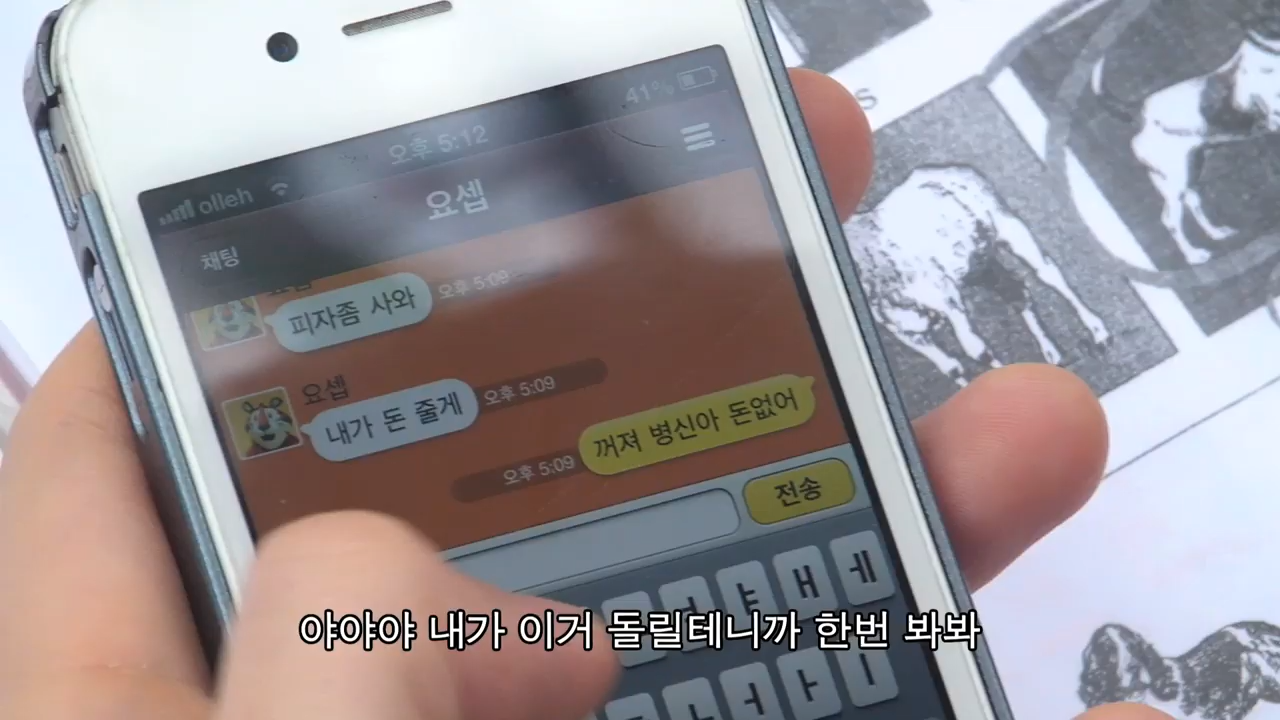 olleh 오후 5:12 41%
채팅 요셉
피자좀 사와 오후 5:09
요셉
내가 돈 줄게 오후 5:09
꺼져 병신아 돈없어
오후 5:09
전송
ㅑ ㅐ ㅔ
ㅓ ㅏ ㅣ
야야야 내가 이거 돌릴테니까 한번 봐봐